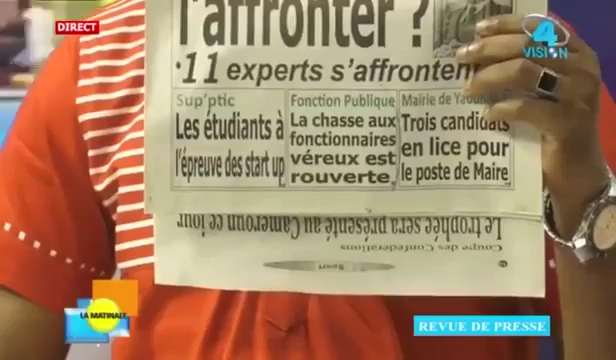 DIRECT
4
VISION
l'affronter ?
• 11 experts s'affrontent
Sup'ptic
Les étudiants à
l'épreuve des start up
Fonction Publique
La chasse aux
fonctionnaires
véreux est
rouverte
Mairie de
Trois candidats
en lice pour
le poste de Maire
Le trophée sera présenté au Cameroun ce jour
Coupe des Confédérations
Sport
LA MATINALE
REVUE DE PRESSE